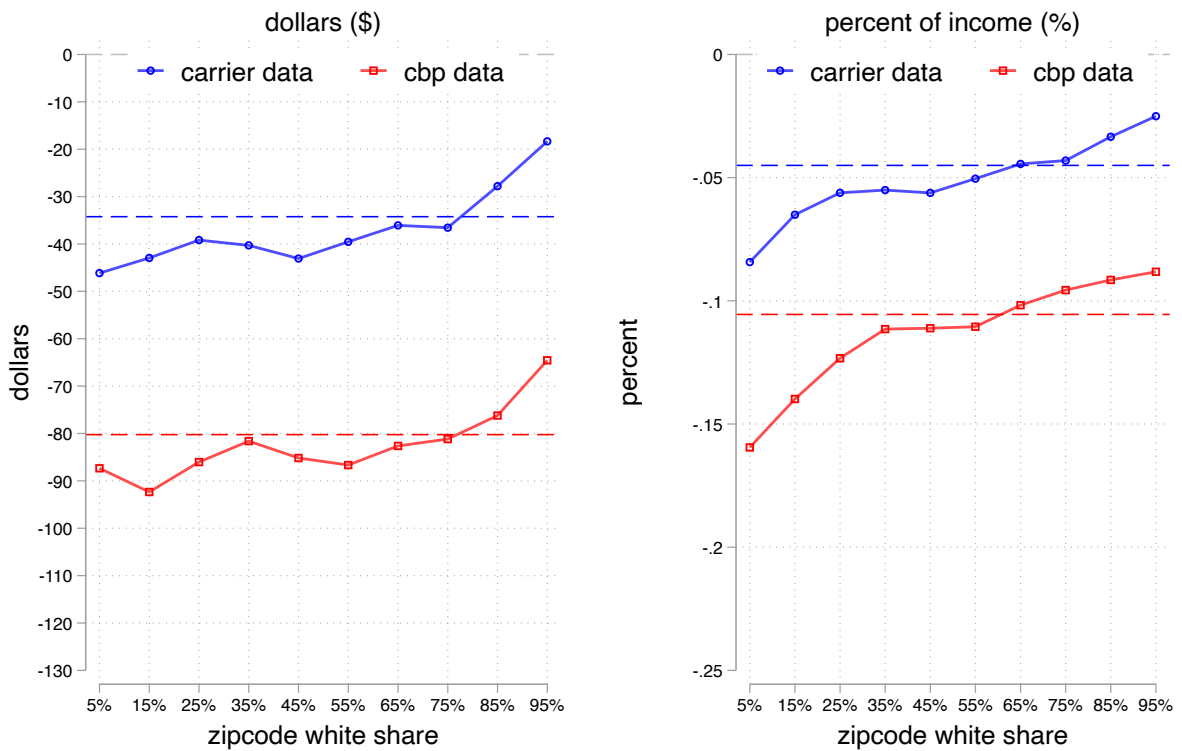 dollars ($)
carrier data
cbp data
dollars
0
-10
-20
-30
-40
-50
-60
-70
-80
-90
-100
-110
-120
-130
5% 15% 25% 35% 45% 55% 65% 75% 85% 95%
zipcode white share
percent of income (%)
carrier data
cbp data
percent
0
-.05
-.1
-.15
-.2
-.25
5% 15% 25% 35% 45% 55% 65% 75% 85% 95%
zipcode white share